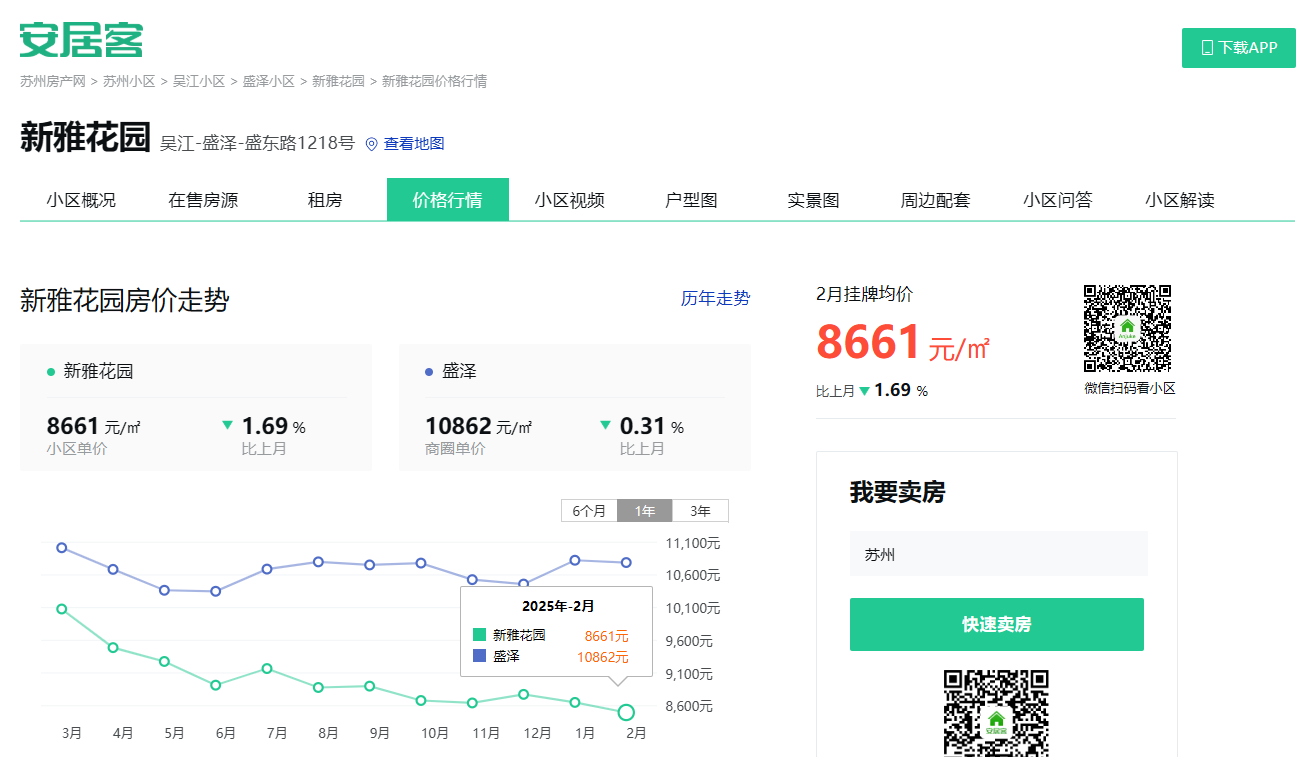 安居客
下载APP
苏州房产网 > 苏州小区 > 吴江小区 > 盛泽小区 > 新雅花园 > 新雅花园价格行情
新雅花园 吴江-盛泽-盛东路1218号 查看地图
小区概况 在售房源 租房 价格行情 小区视频 户型图 实景图 周边配套 小区问答 小区解读
新雅花园房价走势 历年走势
新雅花园
8661 元/㎡ ▼ 1.69 %
小区单价 比上月
盛泽
10862 元/㎡ ▼ 0.31 %
商圈单价 比上月
6个月 1年 3年
11,100元
10,600元
10,100元
9,600元
9,100元
8,600元
2025年-2月
新雅花园 8661元
盛泽 10862元
3月 4月 5月 6月 7月 8月 9月 10月 11月 12月 1月 2月
2月挂牌均价
8661 元/㎡
比上月 ▼ 1.69 %
微信扫码看小区
我要卖房
苏州
快速卖房
安居客